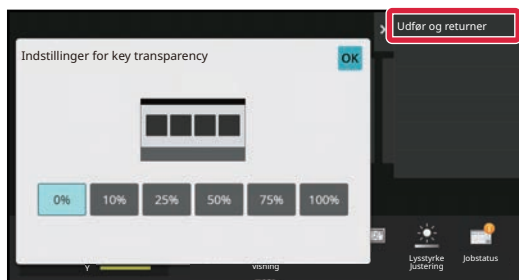 Udfør og returner
Indstillinger for key transparency
OK
0%
10%
25%
50%
75%
100%
Y
visning
Lysstyrke
Justering
Jobstatus